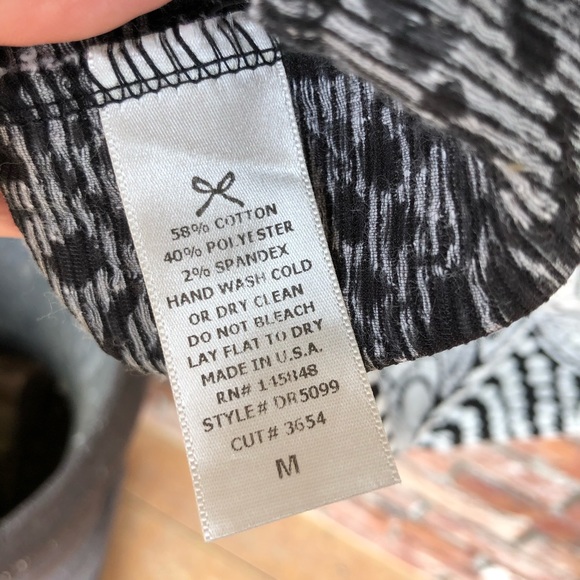 58% COTTON
40% POLYESTER
2% SPANDEX
HAND WASH COLD
OR DRY CLEAN
DO NOT BLEACH
LAY FLAT TO DRY
MADE IN U.S.A.
RN# 145848
STYLE# DR5099
CUT# 3654
M